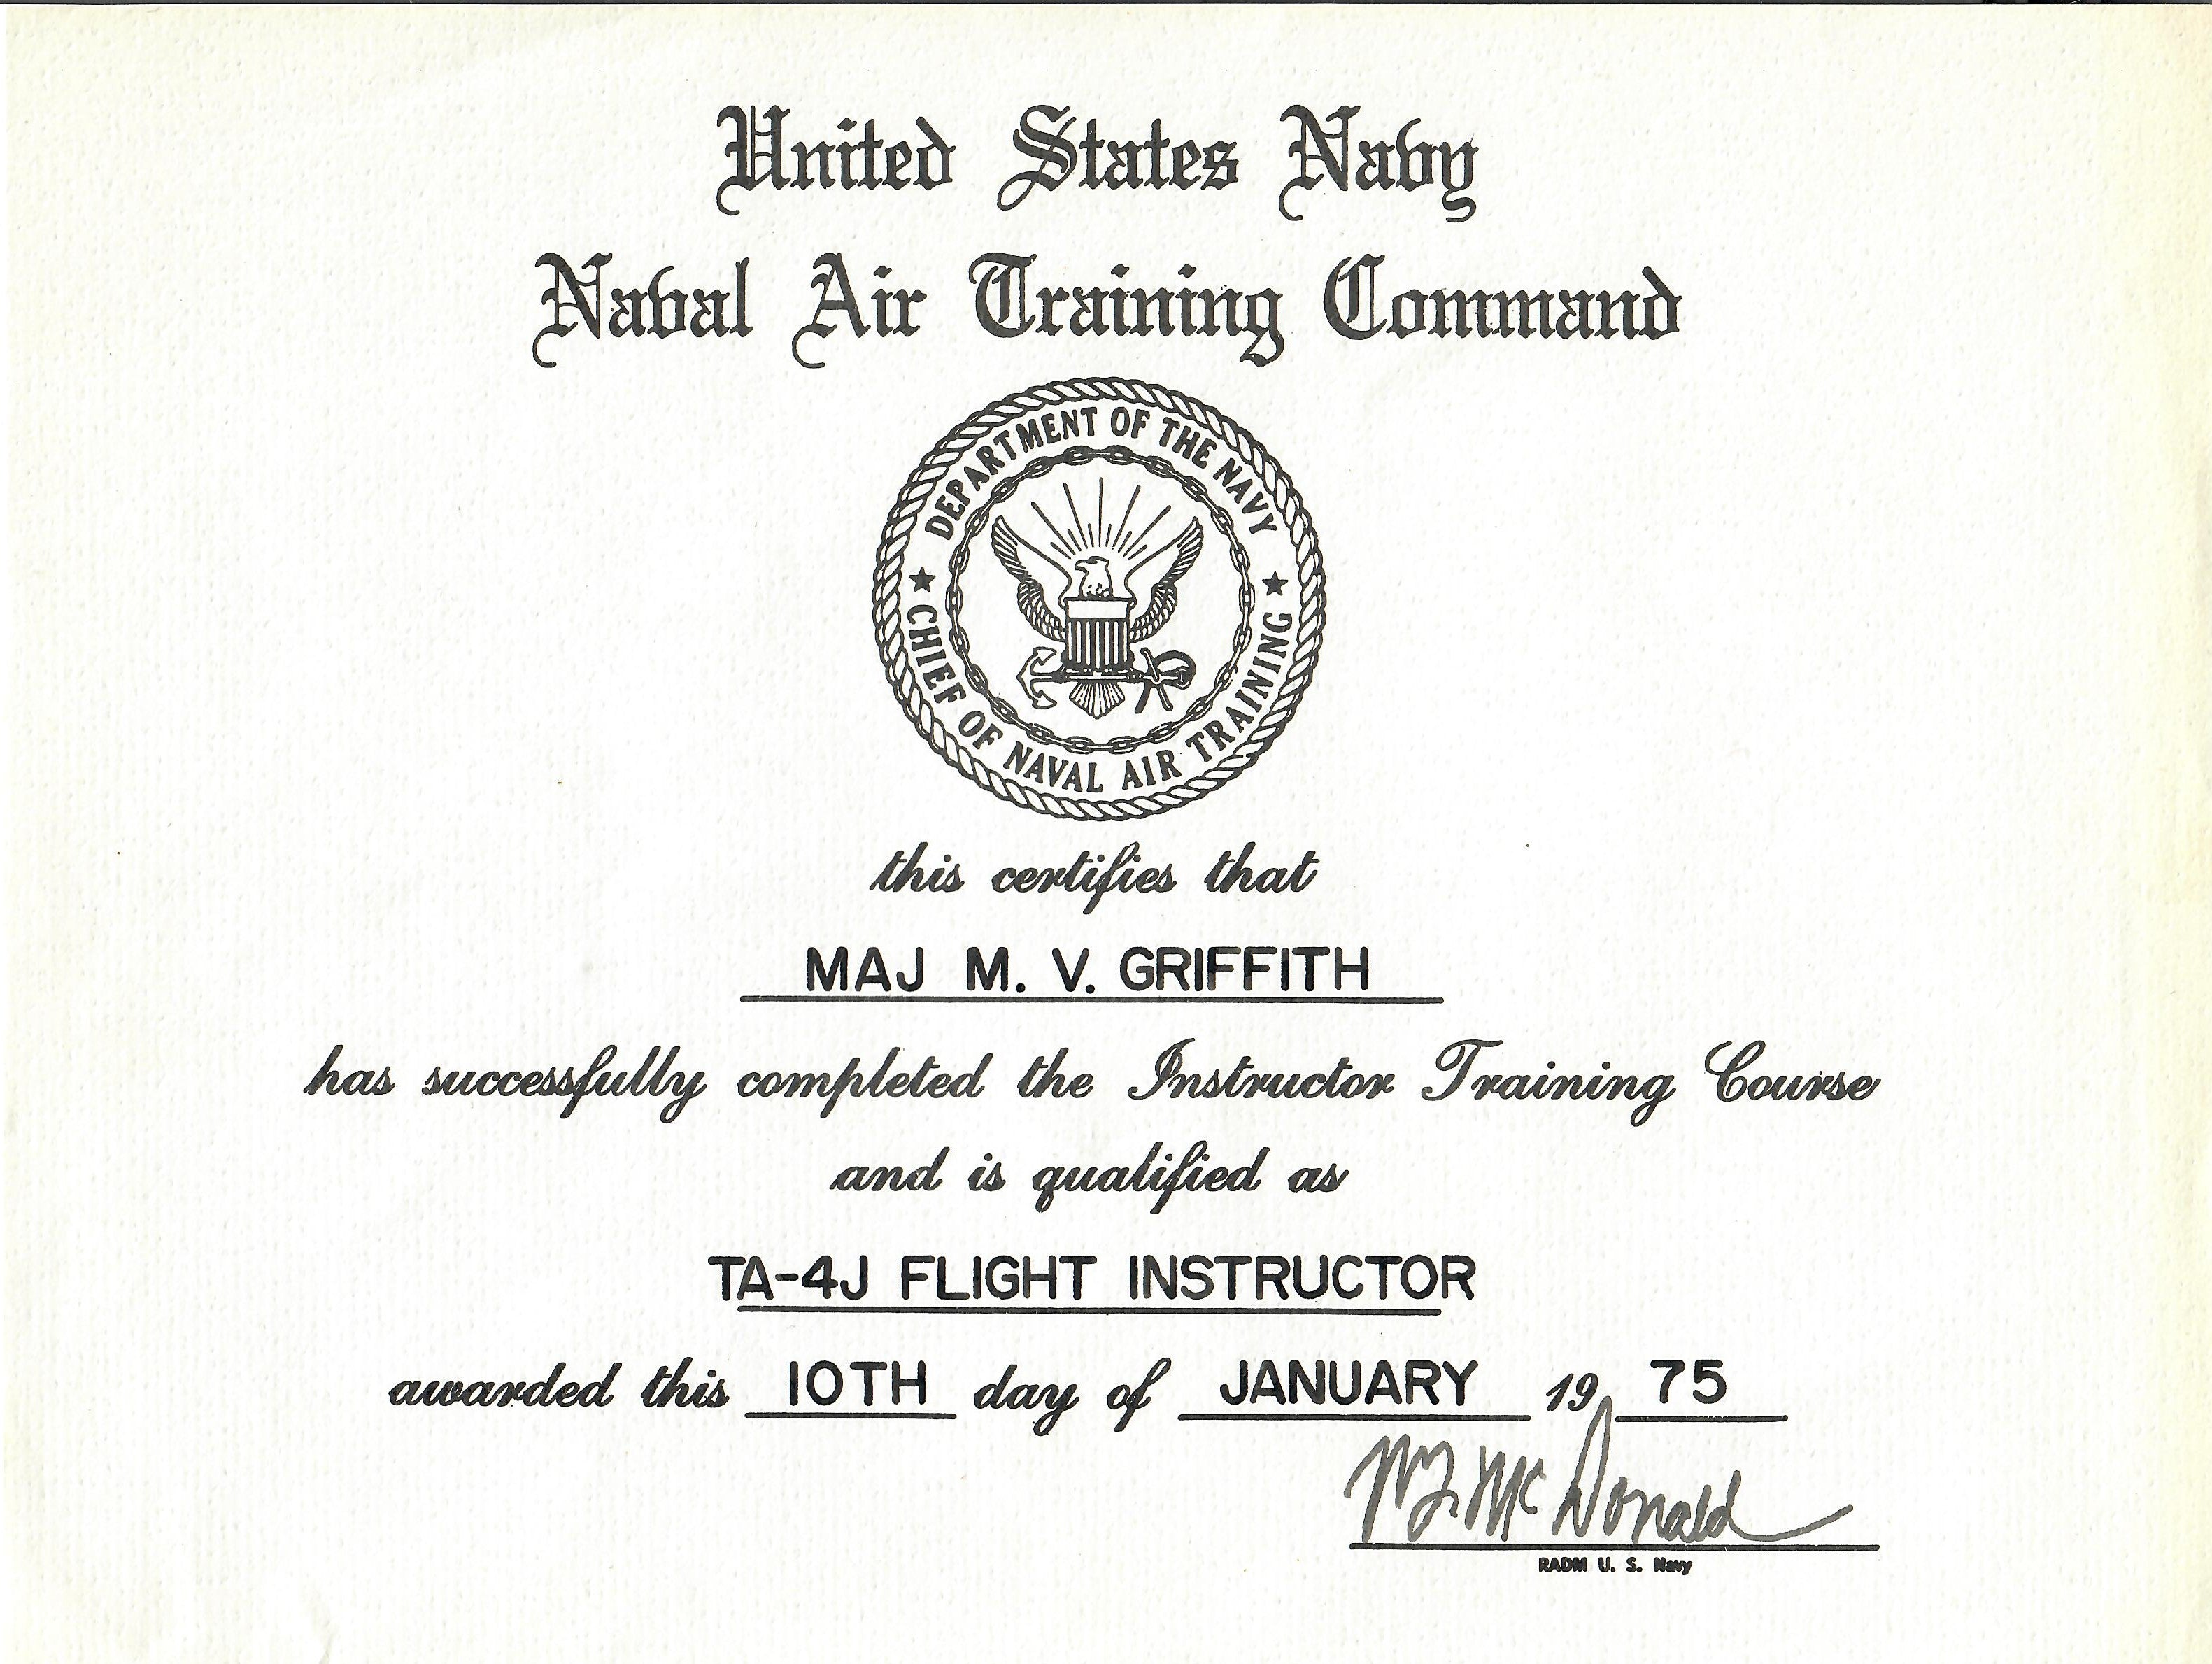 United States Navy
Naval Air Training Command
DEPARTMENT OF THE NAVY
★ CHIEF OF NAVAL AIR TRAINING ★
this certifies that
MAJ M. V. GRIFFITH
has successfully completed the Instructor Training Course
and is qualified as
TA-4J FLIGHT INSTRUCTOR
awarded this 10TH day of JANUARY 19 75
McDonald
RADM U. S. Navy